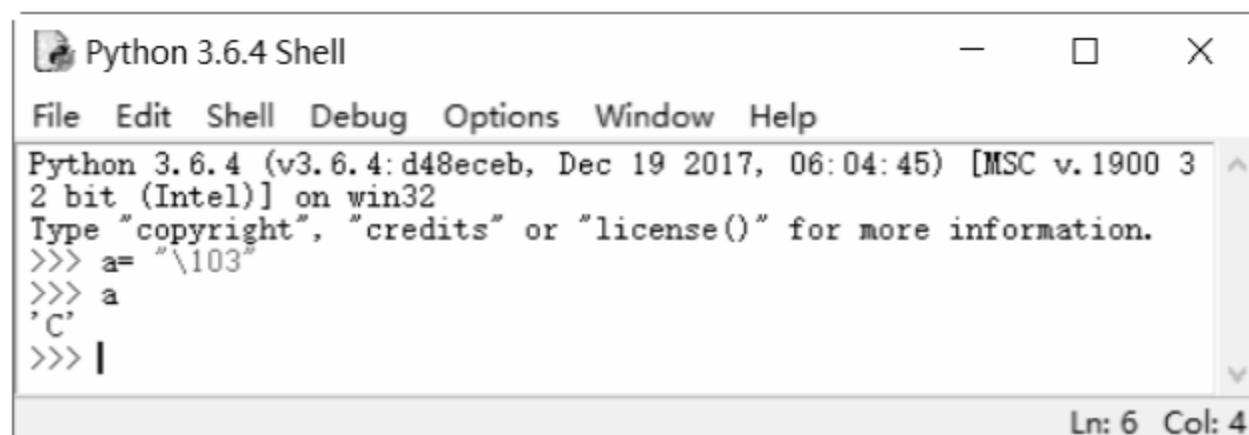 Python 3.6.4 Shell
File Edit Shell Debug Options Window Help
Python 3.6.4 (v3.6.4:d48eceb, Dec 19 2017, 06:04:45) [MSC v.1900 3
2 bit (Intel)] on win32
Type "copyright", "credits" or "license()" for more information.
>>> a= "\103"
>>> a
'C'
>>>
Ln: 6 Col: 4